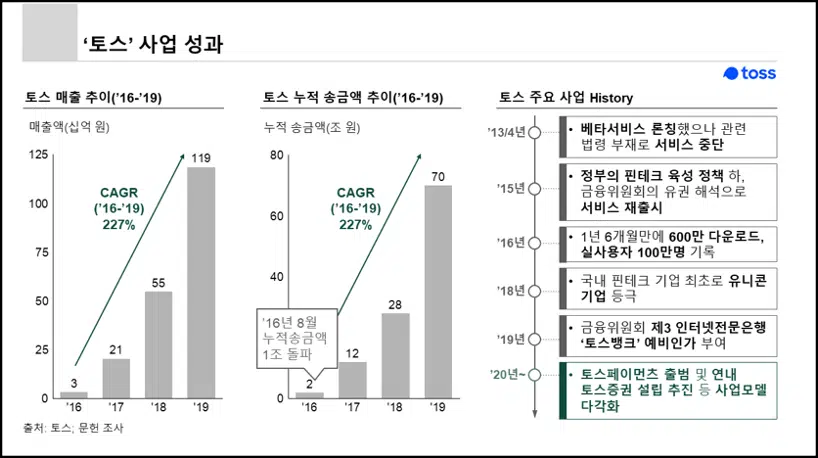 ‘토스’ 사업 성과
toss
토스 매출 추이(’16-’19)
매출액(십억 원)
125
100
75
50
25
0
CAGR
(’16-’19)
227%
3
21
55
119
’16
’17
’18
’19
토스 누적 송금액 추이(’16-’19)
누적 송금액(조 원)
80
60
40
0
CAGR
(’16-’19)
227%
’16년 8월
누적송금액
1조 돌파
2
12
28
70
’16
’17
’18
’19
토스 주요 사업 History
’13/4년
• 베타서비스 론칭했으나 관련
법령 부재로 서비스 중단
’15년
• 정부의 핀테크 육성 정책 하,
금융위원회의 유권 해석으로
서비스 재출시
’16년
• 1년 6개월만에 600만 다운로드,
실사용자 100만명 기록
’18년
• 국내 핀테크 기업 최초로 유니콘
기업 등극
’19년
• 금융위원회 제3 인터넷전문은행
‘토스뱅크’ 예비인가 부여
’20년~
• 토스페이먼츠 출범 및 연내
토스증권 설립 추진 등 사업모델
다각화
출처: 토스; 문헌 조사